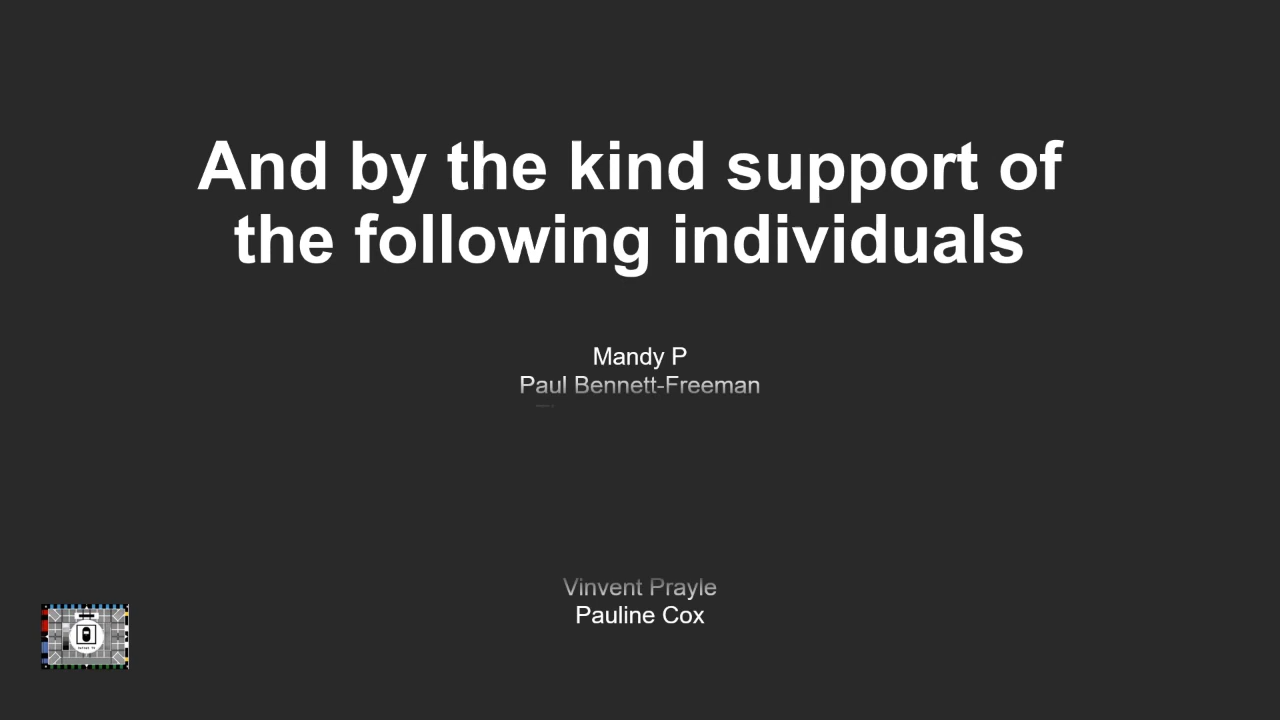 And by the kind support of
the following individuals
Mandy P
Paul Bennett-Freeman
Vinvent Prayle
Pauline Cox